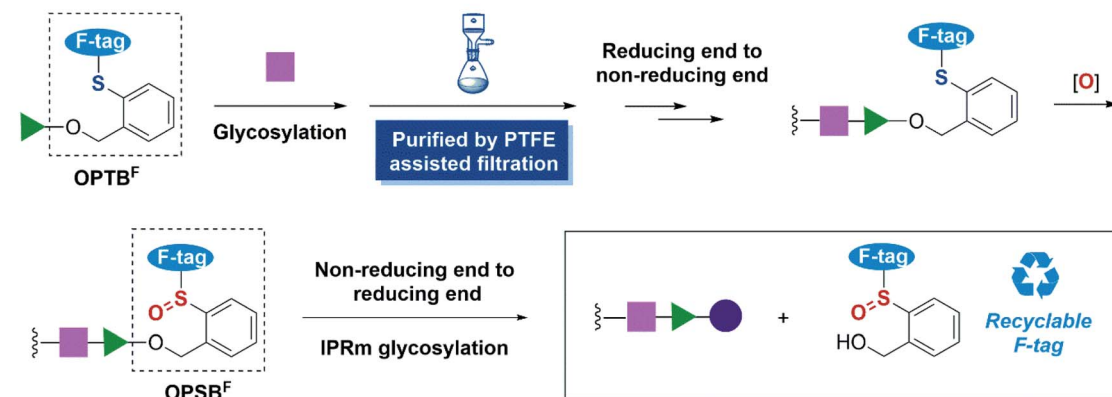 F-tag
S
O
OPTB^F
Glycosylation
Purified by PTFE
assisted filtration
Reducing end to
non-reducing end
F-tag
S
O
[O]
F-tag
O S
O
OPSB^F
Non-reducing end to
reducing end
IPRm glycosylation
+
F-tag
O S
HO
Recyclable
F-tag